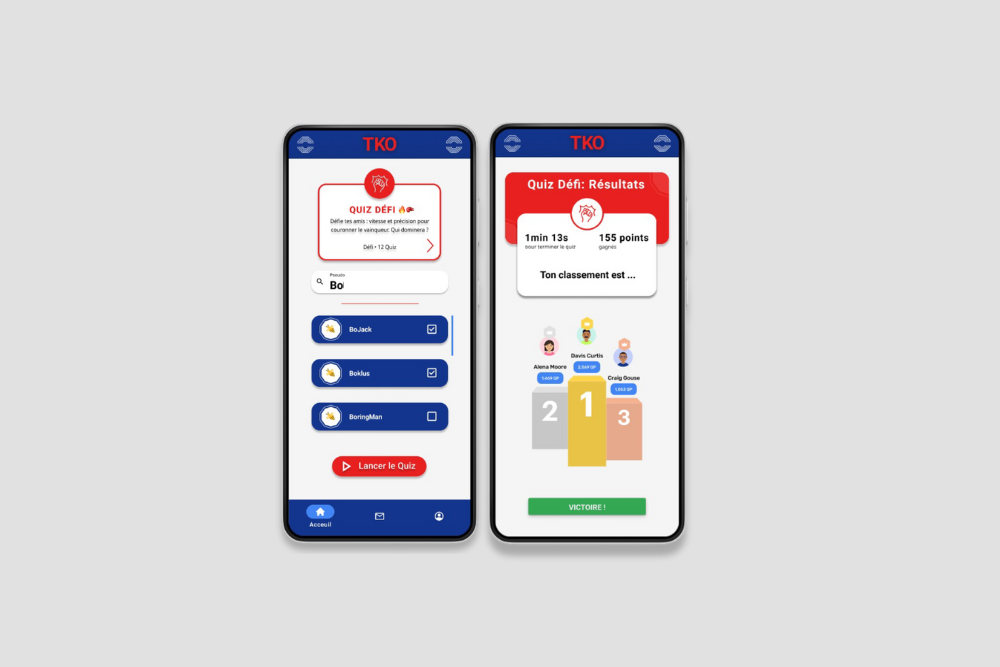 TKO
QUIZ DÉFI 🔥🥊
Défie tes amis : vitesse et précision pour
couronner le vainqueur. Qui dominera ?
Défi • 12 Quiz
Pseudo
Bo
BoJack
Boklus
BoringMan
Lancer le Quiz
Acceuil
TKO
Quiz Défi: Résultats
1min 13s
pour terminer le quiz
155 points
gagnés
Ton classement est ...
Davis Curtis
2,569 QP
Alena Moore
1,469 QP
Craig Gouse
1,053 QP
2
1
3
VICTOIRE !